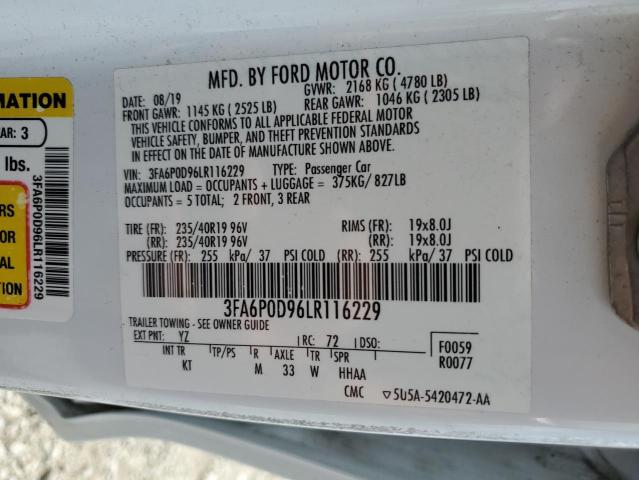 MATION
AR: 3
lbs.
3FA6P0D96LR116229
MFD. BY FORD MOTOR CO.
DATE: 08/19 GVWR: 2168 KG ( 4780 LB)
FRONT GAWR: 1145 KG ( 2525 LB) REAR GAWR: 1046 KG ( 2305 LB)
THIS VEHICLE CONFORMS TO ALL APPLICABLE FEDERAL MOTOR
VEHICLE SAFETY, BUMPER, AND THEFT PREVENTION STANDARDS
IN EFFECT ON THE DATE OF MANUFACTURE SHOWN ABOVE.
VIN: 3FA6P0D96LR116229 TYPE: Passenger Car
MAXIMUM LOAD = OCCUPANTS + LUGGAGE = 375KG/ 827LB
OCCUPANTS = 5 TOTAL; 2 FRONT, 3 REAR
TIRE (FR): 235/40R19 96V RIMS (FR): 19x8.0J
(RR): 235/40R19 96V (RR): 19x8.0J
PRESSURE (FR): 255 kPa/ 37 PSI COLD (RR): 255 kPa/ 37 PSI COLD
3FA6P0D96LR116229
TRAILER TOWING - SEE OWNER GUIDE
EXT PNT: YZ RC: 72 DSO: F0059
INT TR TP/PS R AXLE TR SPR R0077
KT M 33 W HHAA
CMC ▽5U5A-5420472-AA